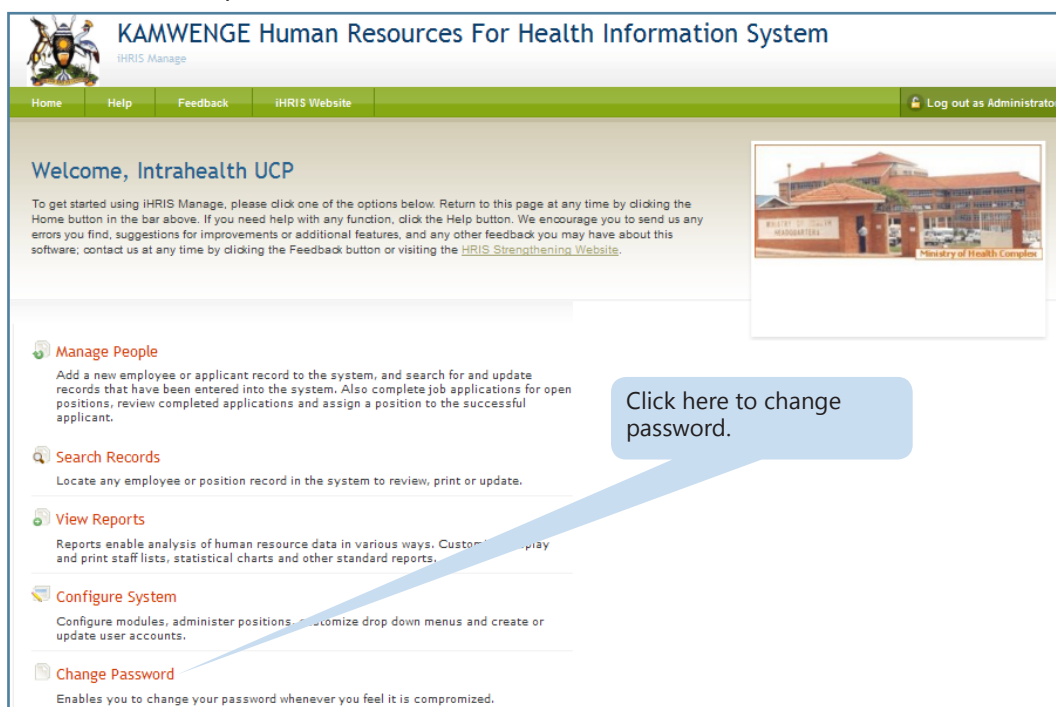 KAMWENGE Human Resources For Health Information System
iHRIS Manage
Home Help Feedback iHRIS Website Log out as Administrator
Welcome, Intrahealth UCP
To get started using iHRIS Manage, please click one of the options below. Return to this page at any time by clicking the
Home button in the bar above. If you need help with any function, click the Help button. We encourage you to send us any
errors you find, suggestions for improvements or additional features, and any other feedback you may have about this
software; contact us at any time by clicking the Feedback button or visiting the HRIS Strengthening Website.
MINISTRY OF HEALTH
HEADQUARTERS
Ministry of Health Complex
Manage People
Add a new employee or applicant record to the system, and search for and update
records that have been entered into the system. Also complete job applications for open
positions, review completed applications and assign a position to the successful
applicant.
Click here to change
password.
Search Records
Locate any employee or position record in the system to review, print or update.
View Reports
Reports enable analysis of human resource data in various ways.
and print staff lists, statistical charts and other standard reports.
Configure System
Configure modules, administer positions, customize drop down menus and create or
update user accounts.
Change Password
Enables you to change your password whenever you feel it is compromized.